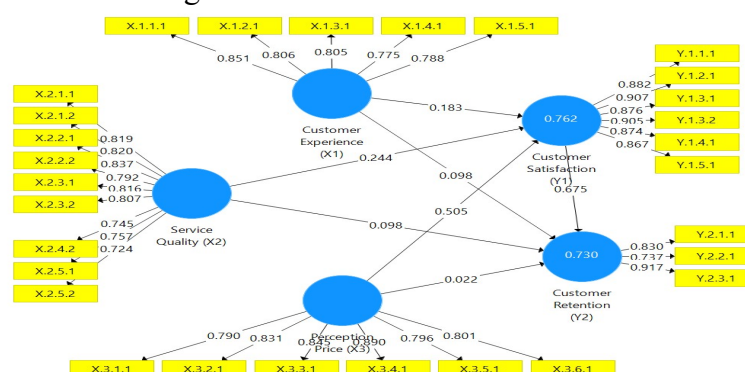 X.1.1.1
X.1.2.1
X.1.3.1
X.1.4.1
X.1.5.1
0.851
0.806
0.805
0.775
0.788
Customer
Experience
(X1)
X.2.1.1
X.2.1.2
X.2.2.1
X.2.2.2
X.2.3.1
X.2.3.2
X.2.4.2
X.2.5.1
X.2.5.2
0.819
0.820
0.837
0.792
0.816
0.807
0.745
0.757
0.724
Service
Quality (X2)
0.183
0.244
0.098
0.098
0.505
0.022
0.675
0.762
Customer
Satisfaction
(Y1)
0.882
0.907
0.876
0.905
0.874
0.867
Y.1.1.1
Y.1.2.1
Y.1.3.1
Y.1.3.2
Y.1.4.1
Y.1.5.1
0.730
Customer
Retention
(Y2)
0.830
0.737
0.917
Y.2.1.1
Y.2.2.1
Y.2.3.1
Perception
Price (X3)
0.790
0.831
0.845
0.890
0.796
0.801
X.3.1.1
X.3.2.1
X.3.3.1
X.3.4.1
X.3.5.1
X.3.6.1